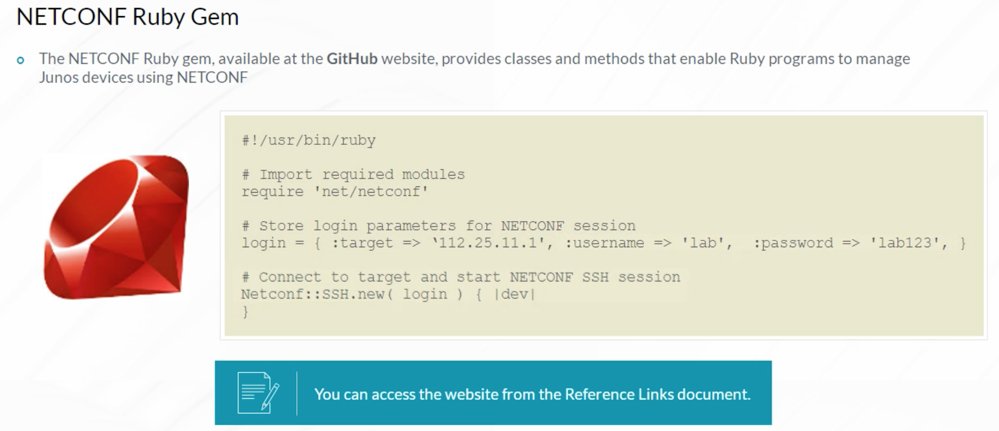 NETCONF Ruby Gem
The NETCONF Ruby gem, available at the GitHub website, provides classes and methods that enable Ruby programs to manage
Junos devices using NETCONF
#!/usr/bin/ruby
# Import required modules
require 'net/netconf'
# Store login parameters for NETCONF session
login = { :target => `112.25.11.1', :username => 'lab',  :password => 'lab123', }
# Connect to target and start NETCONF SSH session
Netconf::SSH.new( login ) { |dev|
}
You can access the website from the Reference Links document.